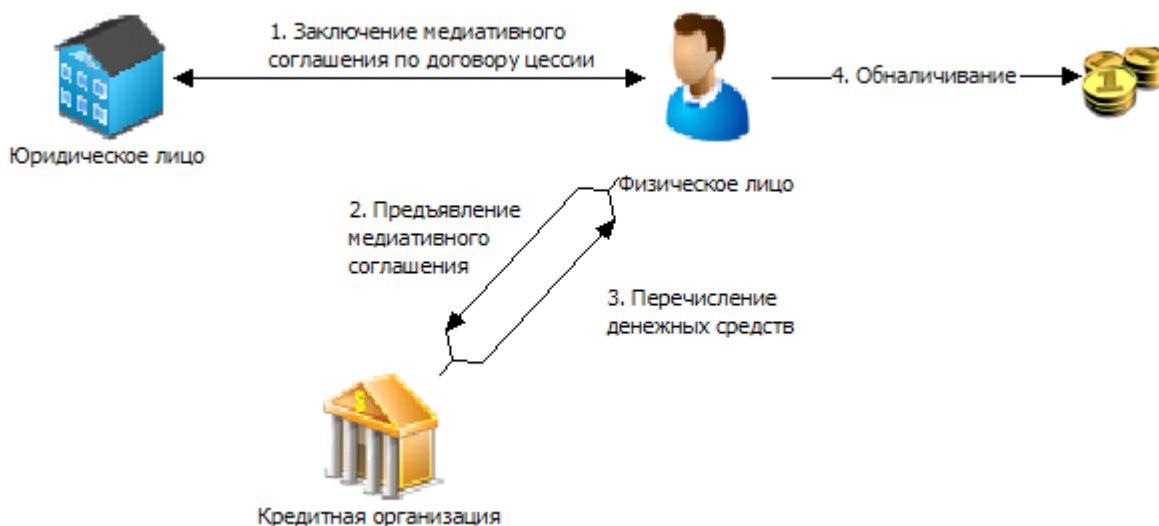 1. Заключение медиативного
соглашения по договору цессии
4. Обналичивание
Юридическое лицо
Физическое лицо
2. Предъявление
медиативного
соглашения
3. Перечисление
денежных средств
Кредитная организация